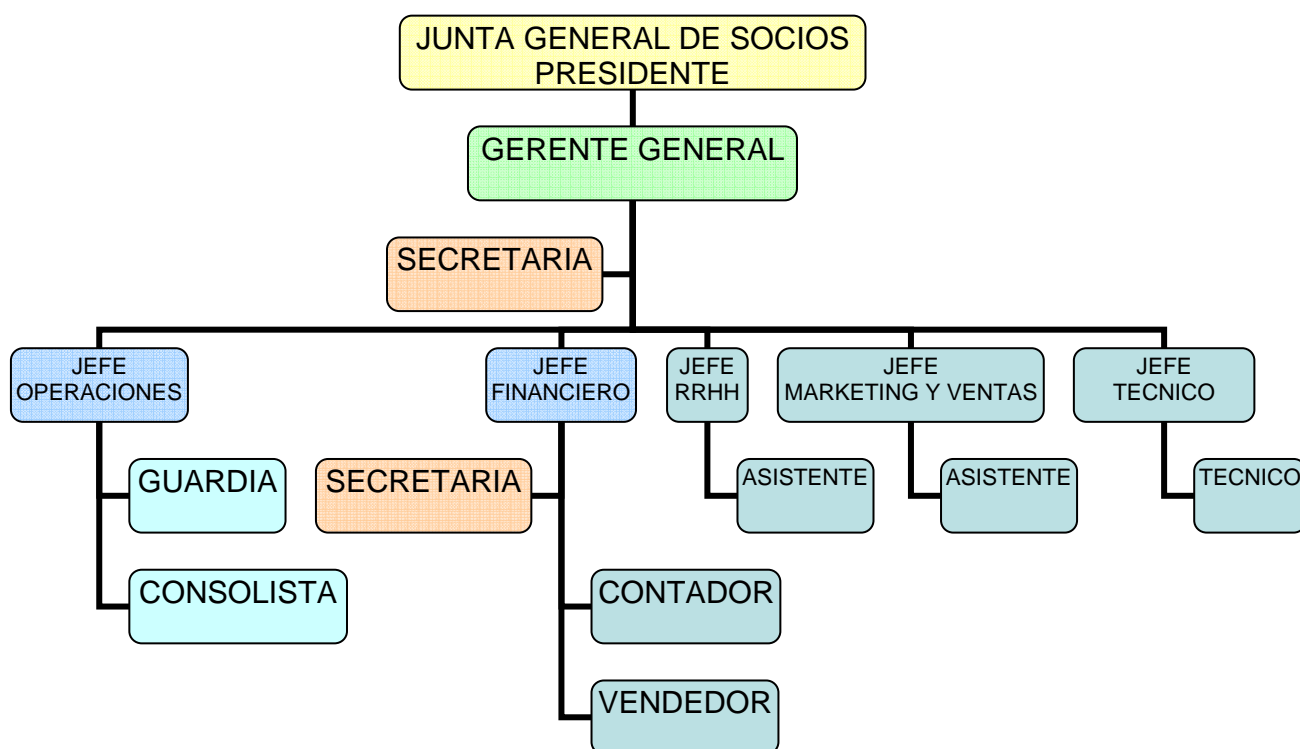 JUNTA GENERAL DE SOCIOS
PRESIDENTE
GERENTE GENERAL
SECRETARIA
JEFE
OPERACIONES
JEFE
FINANCIERO
JEFE
RRHH
JEFE
MARKETING Y VENTAS
JEFE
TECNICO
GUARDIA
SECRETARIA
ASISTENTE
ASISTENTE
TECNICO
CONSOLISTA
CONTADOR
VENDEDOR